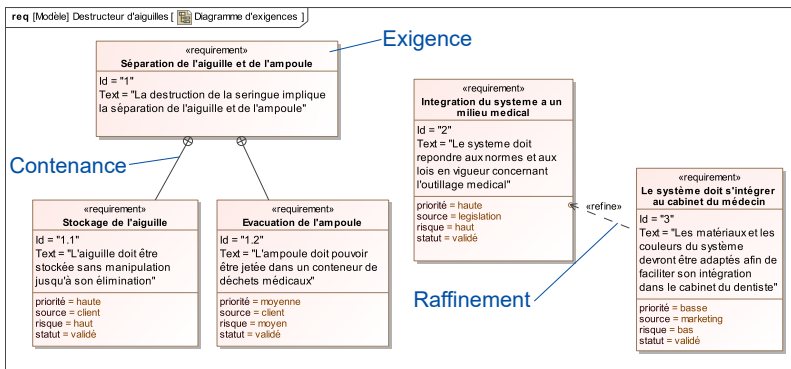 req [Modèle] Destructeur d'aiguilles [ Diagramme d'exigences ]
Exigence
«requirement»
Séparation de l'aiguille et de l'ampoule
Id = "1"
Text = "La destruction de la seringue implique
la séparation de l'aiguille et de l'ampoule"
Contenance
«requirement»
Stockage de l'aiguille
Id = "1.1"
Text = "L'aiguille doit être
stockée sans manipulation
jusqu'à son élimination"
priorité = haute
source = client
risque = haut
statut = validé
«requirement»
Evacuation de l'ampoule
Id = "1.2"
Text = "L'ampoule doit pouvoir
être jetée dans un conteneur de
déchets médicaux"
priorité = moyenne
source = client
risque = moyen
statut = validé
«requirement»
Integration du systeme a un
milieu medical
Id = "2"
Text = "Le systeme doit
repondre aux normes et aux
lois en vigueur concernant
l'outillage medical"
priorité = haute
source = legislation
risque = haut
statut = validé
«refine»
Raffinement
«requirement»
Le système doit s'intégrer
au cabinet du médecin
Id = "3"
Text = "Les matériaux et les
couleurs du système
devront être adaptés afin de
faciliter son intégration
dans le cabinet du dentiste"
priorité = basse
source = marketing
risque = bas
statut = validé